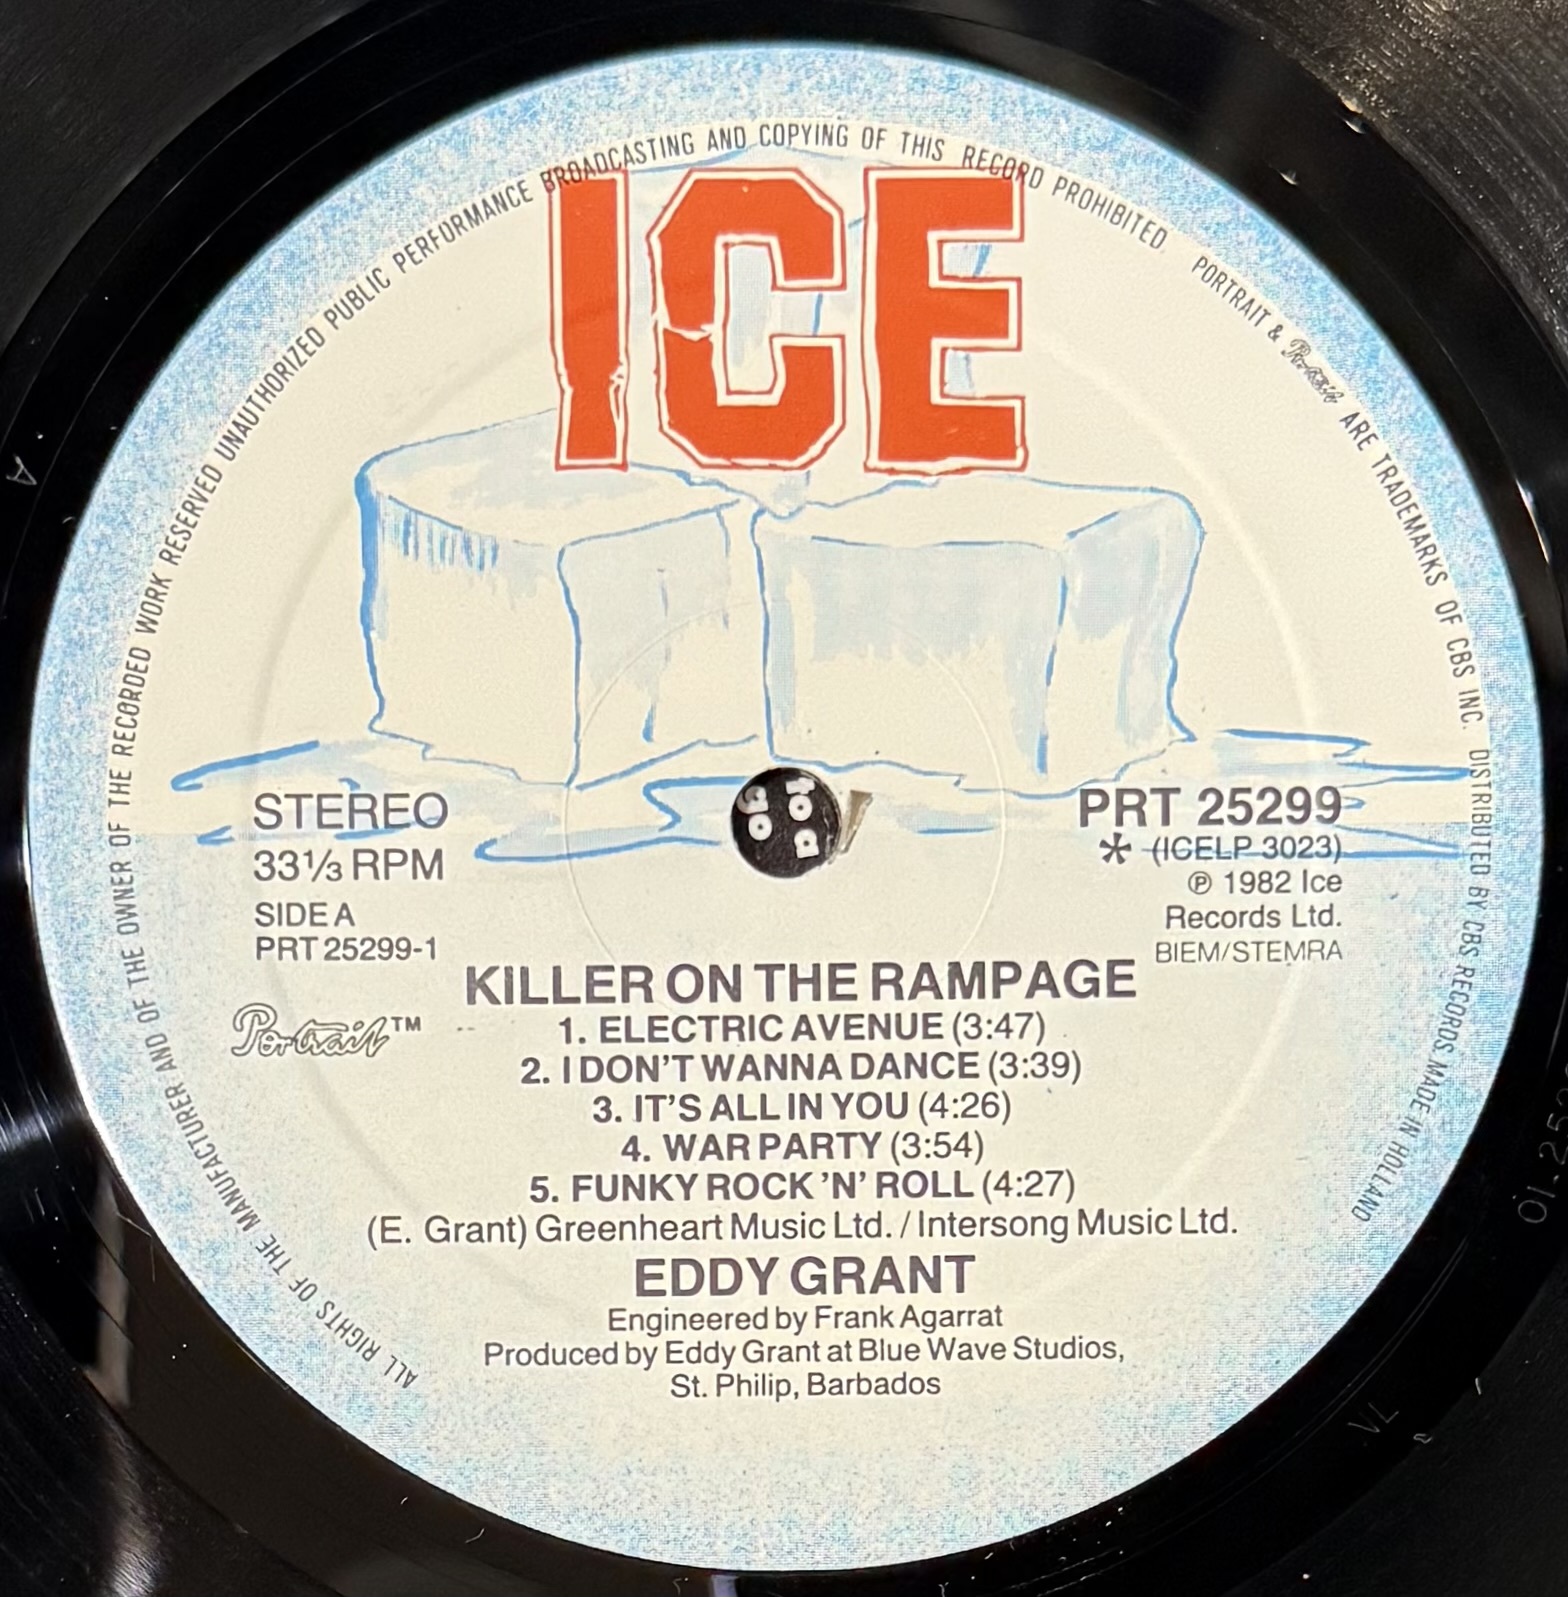 ALL RIGHTS OF THE MANUFACTURER AND OF THE OWNER OF THE RECORDED WORK RESERVED UNAUTHORIZED PUBLIC PERFORMANCE BROADCASTING AND COPYING OF THIS RECORD PROHIBITED. PORTRAIT & Portrait ARE TRADEMARKS OF CBS INC. DISTRIBUTED BY CBS RECORDS MADE IN HOLLAND
ICE
STEREO
33⅓ RPM
SIDE A
PRT 25299-1
Portrait™
PRT 25299
* (ICELP 3023)
℗ 1982 Ice
Records Ltd.
BIEM/STEMRA
KILLER ON THE RAMPAGE
1. ELECTRIC AVENUE (3:47)
2. I DON'T WANNA DANCE (3:39)
3. IT'S ALL IN YOU (4:26)
4. WAR PARTY (3:54)
5. FUNKY ROCK 'N' ROLL (4:27)
(E. Grant) Greenheart Music Ltd. / Intersong Music Ltd.
EDDY GRANT
Engineered by Frank Agarrat
Produced by Eddy Grant at Blue Wave Studios,
St. Philip, Barbados
A
VL